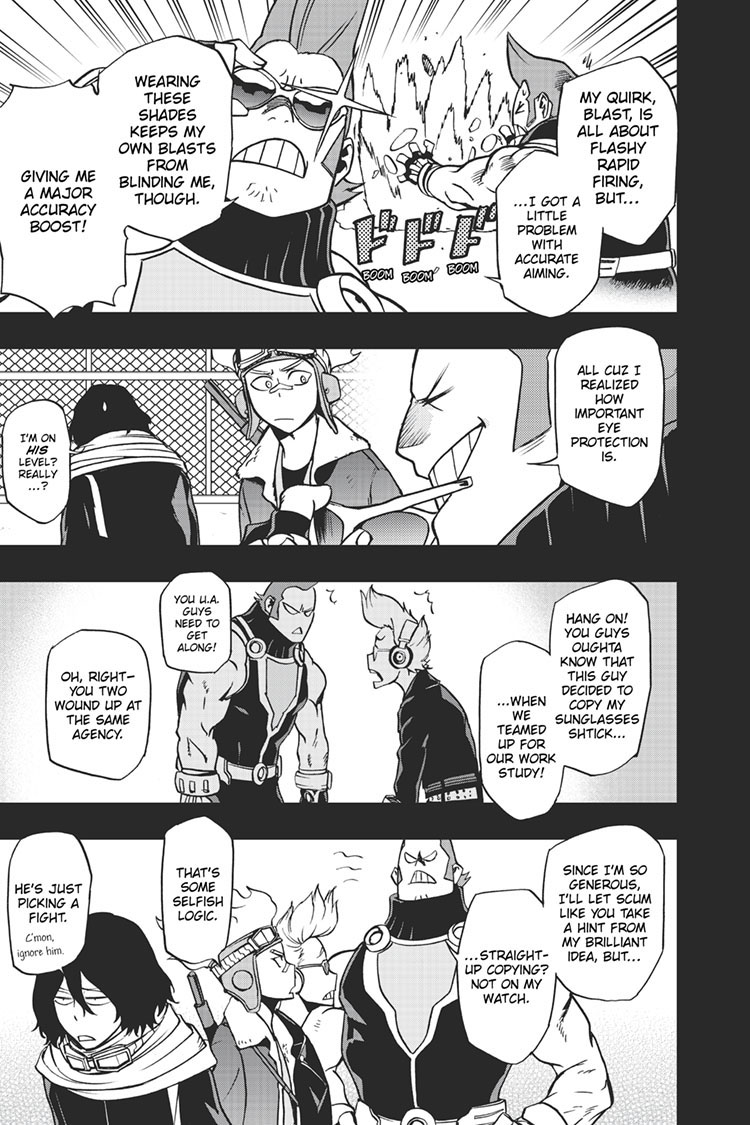 MY QUIRK,
BLAST, IS
ALL ABOUT
FLASHY
RAPID
FIRING,
BUT...
...I GOT A
LITTLE
PROBLEM
WITH
ACCURATE
AIMING.
ドドド
BOOM
BOOM
BOOM
WEARING
THESE
SHADES
KEEPS MY
OWN BLASTS
FROM
BLINDING ME,
THOUGH.
GIVING ME
A MAJOR
ACCURACY
BOOST!
ALL CUZ I
REALIZED
HOW
IMPORTANT
EYE
PROTECTION
IS.
I'M ON
HIS
LEVEL?
REALLY
...?
HANG ON!
YOU GUYS
OUGHTA
KNOW THAT
THIS GUY
DECIDED TO
COPY MY
SUNGLASSES
SHTICK...
...WHEN
WE
TEAMED
UP FOR
OUR WORK
STUDY!
YOU U.A.
GUYS
NEED TO
GET
ALONG!
OH, RIGHT—
YOU TWO
WOUND UP AT
THE SAME
AGENCY.
SINCE I'M SO
GENEROUS,
I'LL LET SCUM
LIKE YOU TAKE
A HINT FROM
MY BRILLIANT
IDEA, BUT...
...STRAIGHT-
UP COPYING?
NOT ON MY
WATCH.
THAT'S
SOME
SELFISH
LOGIC.
HE'S JUST
PICKING A
FIGHT.
C'mon,
ignore him.